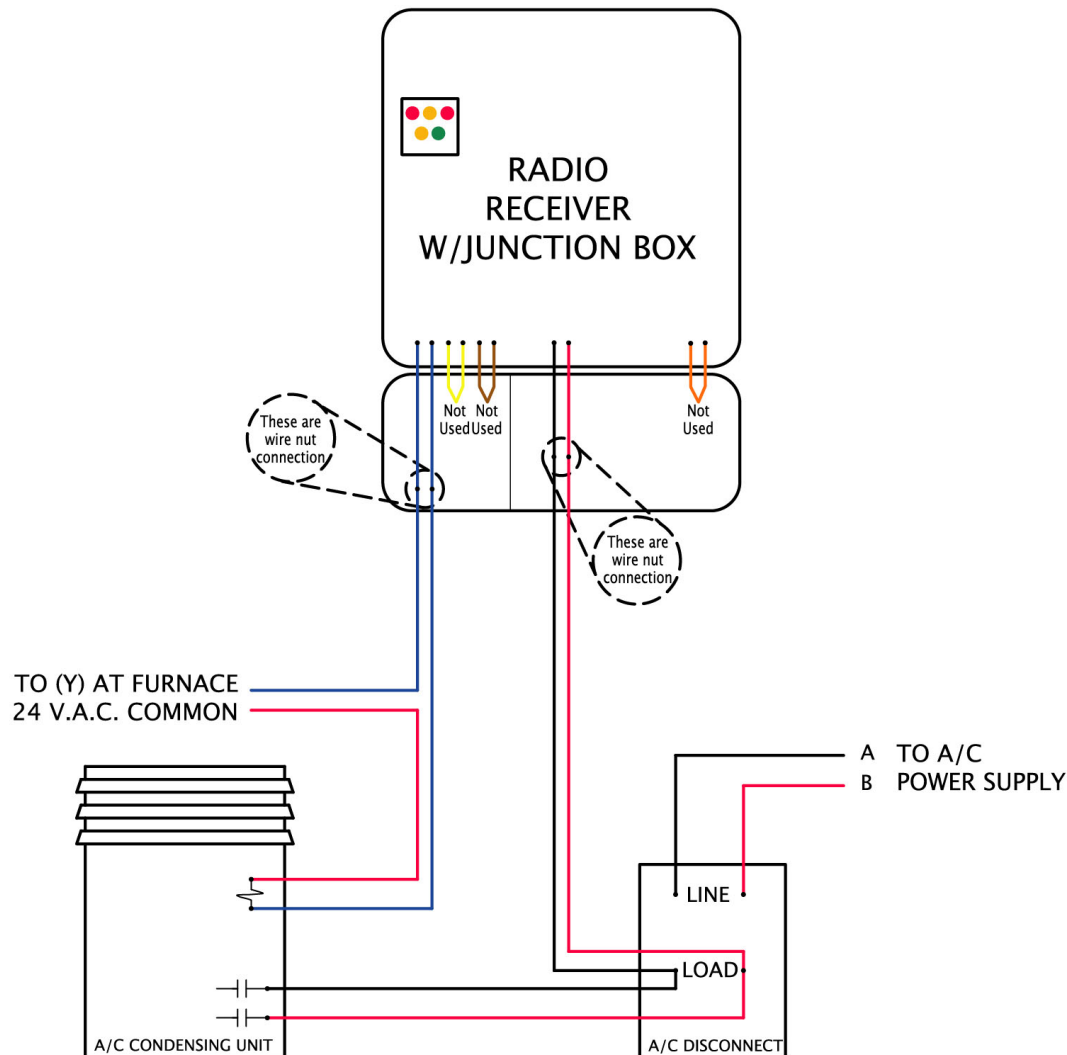 RADIO
RECEIVER
W/JUNCTION BOX
Not
Used
Not
Used
Not
Used
These are
wire nut
connection
These are
wire nut
connection
TO (Y) AT FURNACE
24 V.A.C. COMMON
A TO A/C
B POWER SUPPLY
LINE
LOAD
A/C CONDENSING UNIT
A/C DISCONNECT